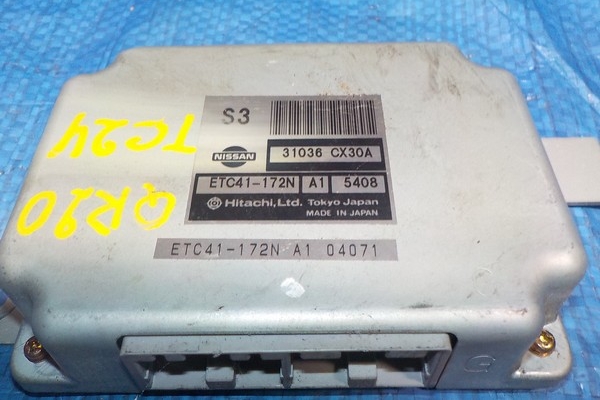 S3
NISSAN
31036 CX30A
ETC41-172N A1 5408
Hitachi,Ltd. Tokyo Japan
MADE IN JAPAN
ETC41-172N A1 04071
TC24
QR20